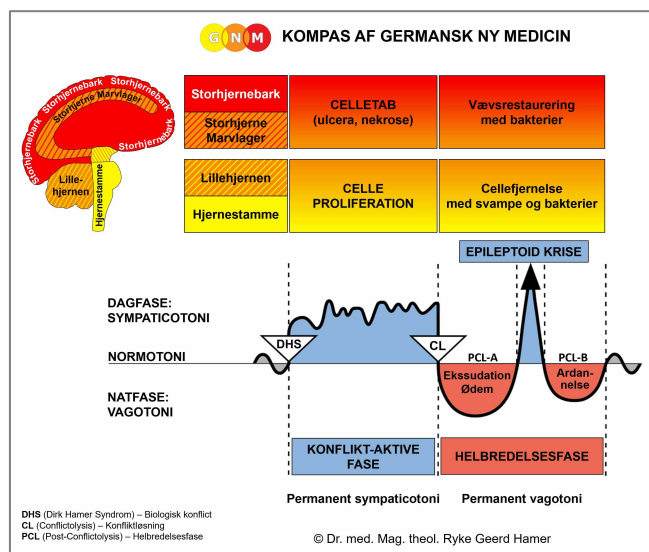 G N M KOMPAS AF GERMANSK NY MEDICIN
Storhjernebark
Storhjernebark
Storhjernebark
Storhjernebark
Storhjernebark
Storhjerne Marvlager
Lille-
hjernen
Hjernestamme
Storhjernebark
Storhjerne
Marvlager
CELLETAB
(ulcera, nekrose)
Vævsrestaurering
med bakterier
Lillehjernen
Hjernestamme
CELLE
PROLIFERATION
Cellefjernelse
med svampe og bakterier
EPILEPTOID KRISE
DAGFASE:
SYMPATICOTONI
NORMOTONI
NATFASE:
VAGOTONI
DHS
CL
PCL-A
PCL-B
Ekssudation
Ødem
Ardan-
nelse
KONFLIKT-AKTIVE
FASE
HELBREDELSESFASE
Permanent sympaticotoni
Permanent vagotoni
DHS (Dirk Hamer Syndrom) – Biologisk konflict
CL (Conflictolysis) – Konfliktløsning
PCL (Post-Conflictolysis) – Helbredelsesfase
© Dr. med. Mag. theol. Ryke Geerd Hamer